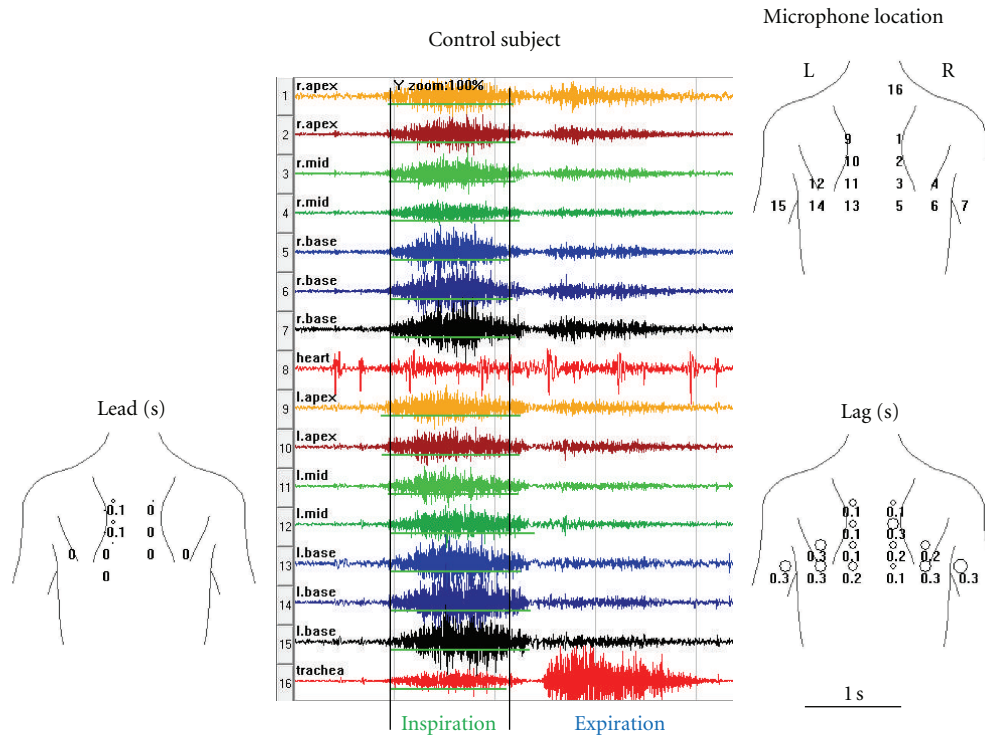 Control subject
Microphone location
Y zoom:100%
1 r.apex
2 r.apex
3 r.mid
4 r.mid
5 r.base
6 r.base
7 r.base
8 heart
9 l.apex
10 l.apex
11 l.mid
12 l.mid
13 l.base
14 l.base
15 l.base
16 trachea
Inspiration Expiration
L R
16
9 1
10 2
12 11 3 4
15 14 13 5 6 7
Lead (s)
0.1 0
0.1 0
0 0 0 0
0
Lag (s)
0.1 0.1
0.1 0.3
0.3 0.1 0.2 0.2
0.3 0.3 0.2 0.1 0.3 0.3
1 s